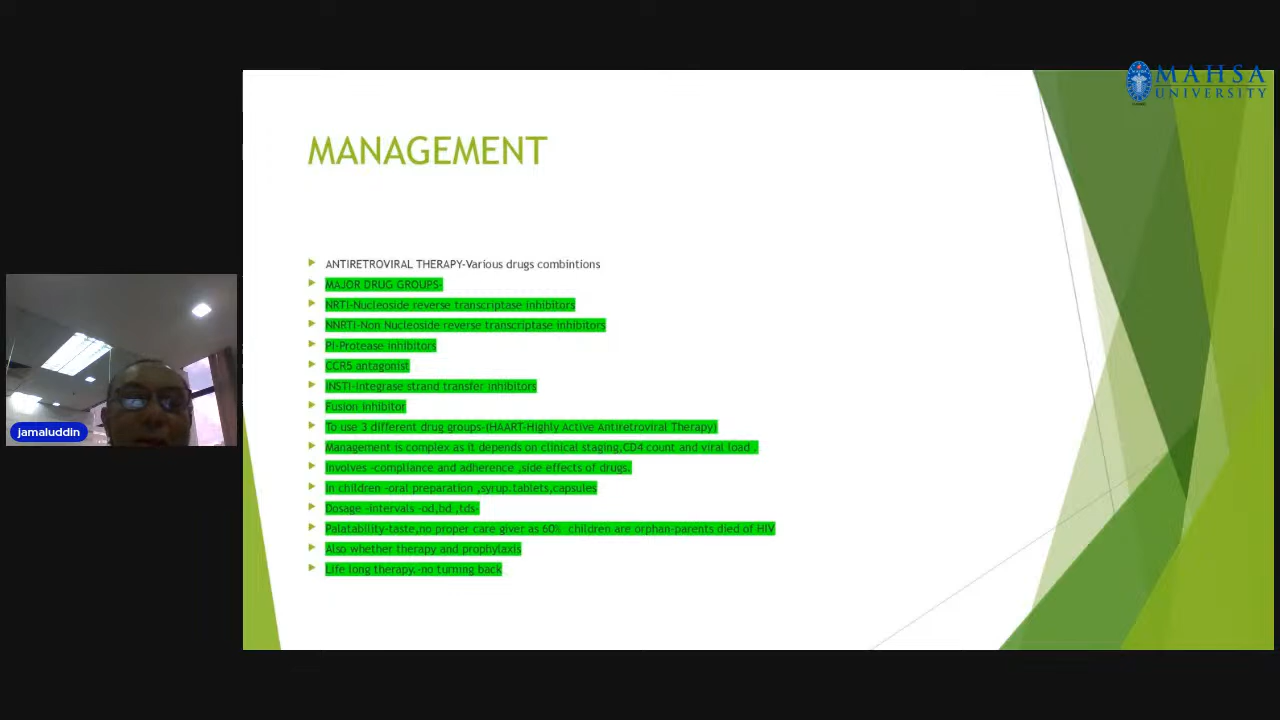 MAHSA
UNIVERSITY
MANAGEMENT
ANTIRETROVIRAL THERAPY-Various drugs combintions
MAJOR DRUG GROUPS-
NRTI-Nucleoside reverse transcriptase inhibitors
NNRTI-Non Nucleoside reverse transcriptase inhibitors
PI-Protease inhibitors
CCR5 antagonist
INSTI-integrase strand transfer inhibitors
Fusion inhibitor
To use 3 different drug groups-(HAART-Highly Active Antiretroviral Therapy)
Management is complex as it depends on clinical staging,CD4 count and viral load .
Involves -compliance and adherence ,side effects of drugs.
In children -oral preparation ,syrup.tablets,capsules
Dosage -intervals -od,bd ,tds-
Palatability-taste,no proper care giver as 60% .children are orphan-parents died of HIV
Also whether therapy and prophylaxis
Life long therapy.-no turning back
jamaluddin